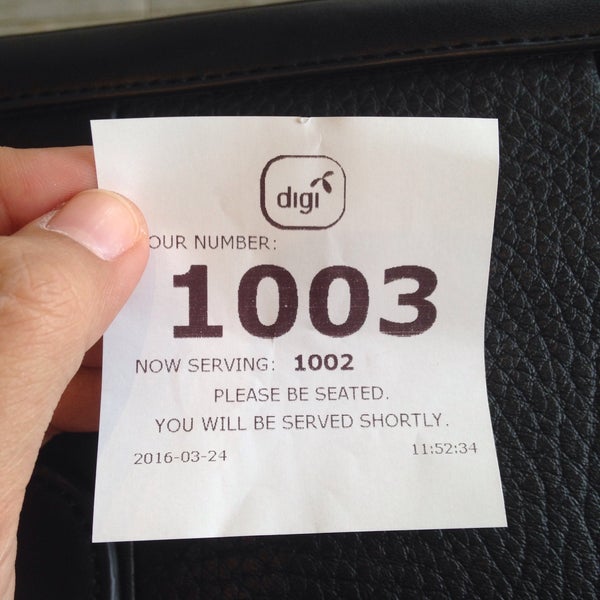 digi
OUR NUMBER:
1003
NOW SERVING: 1002
PLEASE BE SEATED.
YOU WILL BE SERVED SHORTLY.
2016-03-24 11:52:34